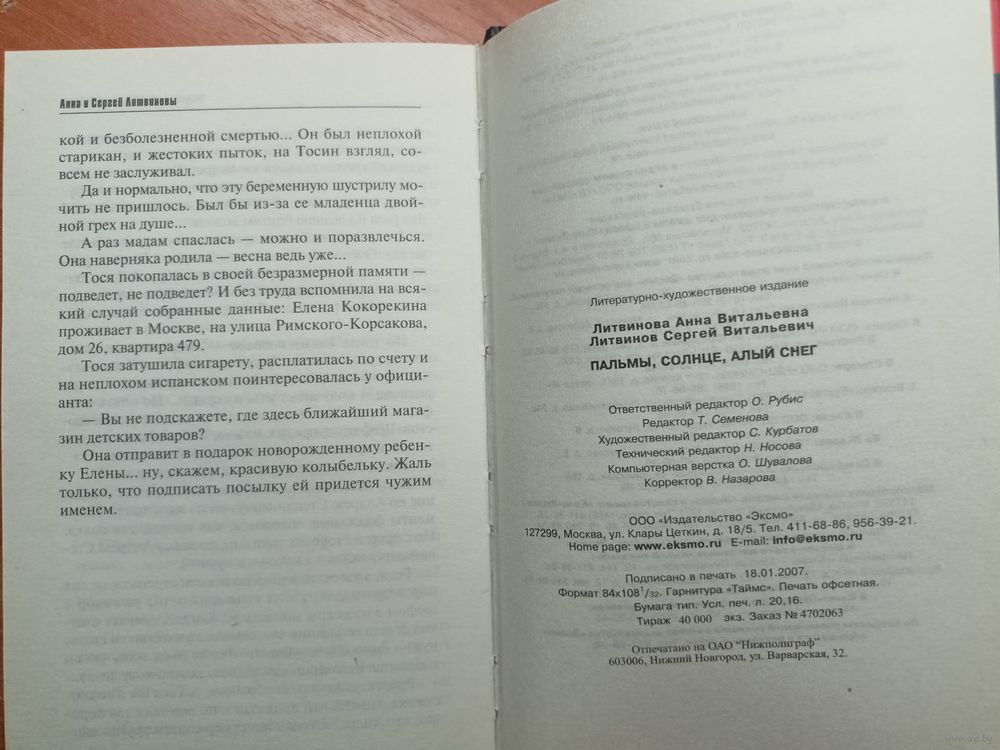 Анна и Сергей Литвиновы
кой и безболезненной смертью... Он был неплохой
старикан, и жестоких пыток, на Тосин взгляд, со-
всем не заслуживал.
Да и нормально, что эту беременную шустрилу мо-
чить не пришлось. Был бы из-за ее младенца двой-
ной грех на душе...
А раз мадам спаслась — можно и поразвлечься.
Она наверняка родила — весна ведь уже...
Тося покопалась в своей безразмерной памяти —
подведет, не подведет? И без труда вспомнила на вся-
кий случай собранные данные: Елена Кокорекина
проживает в Москве, на улица Римского-Корсакова,
дом 26, квартира 479.
Тося затушила сигарету, расплатилась по счету и
на неплохом испанском поинтересовалась у офици-
анта:
— Вы не подскажете, где здесь ближайший мага-
зин детских товаров?
Она отправит в подарок новорожденному ребен-
ку Елены... ну, скажем, красивую колыбельку. Жаль
только, что подписать посылку ей придется чужим
именем.
Литературно-художественное издание
Литвинова Анна Витальевна
Литвинов Сергей Витальевич
ПАЛЬМЫ, СОЛНЦЕ, АЛЫЙ СНЕГ
Ответственный редактор О. Рубис
Редактор Т. Семенова
Художественный редактор С. Курбатов
Технический редактор Н. Носова
Компьютерная верстка О. Шувалова
Корректор В. Назарова
ООО «Издательство «Эксмо»
127299, Москва, ул. Клары Цеткин, д. 18/5. Тел. 411-68-86, 956-39-21.
Home page: www.eksmo.ru E-mail: info@eksmo.ru
Подписано в печать 18.01.2007.
Формат 84x108 1/32. Гарнитура «Таймс». Печать офсетная.
Бумага тип. Усл. печ. л. 20,16.
Тираж 40 000 экз. Заказ № 4702063
Отпечатано на ОАО "Нижполиграф"
603006, Нижний Новгород, ул. Варварская, 32.
www.ay.by